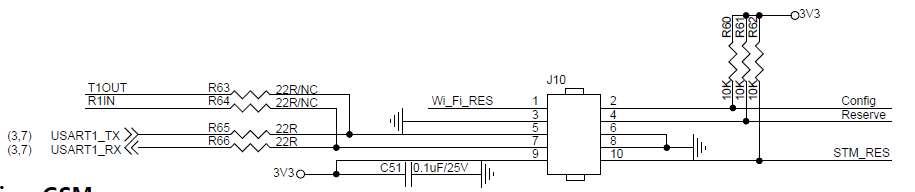 3V3
R60
R61
R62
10K
10K
10K
J10
T1OUT
R63
22R/NC
R1IN
R64
22R/NC
Wi_Fi_RES
1
2
Config
3
4
Reserve
(3,7)
USART1_TX
R65
22R
5
6
(3,7)
USART1_RX
R66
22R
7
8
9
10
STM_RES
3V3
C51
0.1uF/25V